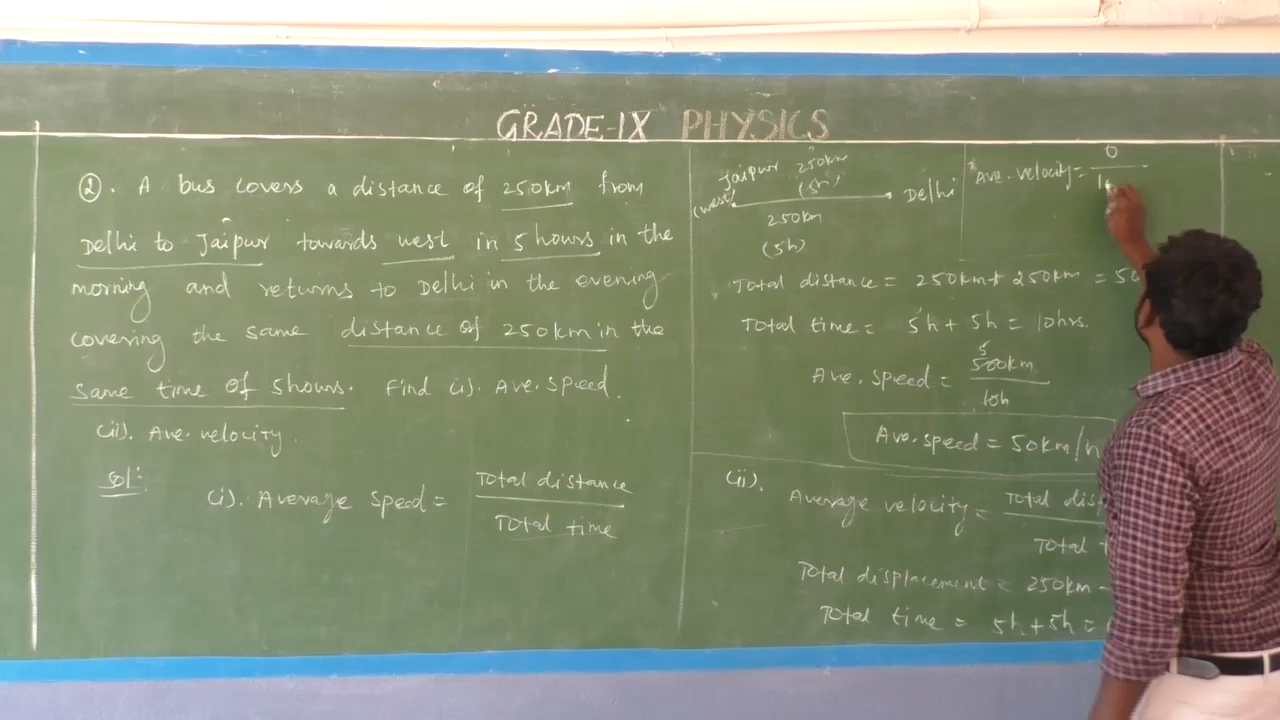 GRADE-IX PHYSICS
②. A bus covers a distance of 250km from
Delhi to Jaipur towards west in 5 hours in the
morning and returns to Delhi in the evening
covering the same distance of 250km in the
same time of 5hours. Find (i). Ave. Speed.
(ii). Ave. velocity.
Sol:
(i). Average Speed =
Total distance
Total time
Jaipur 250km
(5h)
(west)
Delhi
250km
(5h)
Total distance = 250km + 250km = 50
Total time = 5h + 5h = 10hrs.
Ave. Speed =
5
500km
10h
Ave. speed = 50km/h
(ii).
Average velocity =
Total dis
Total
Total displacement = 250km -
Total time = 5h + 5h =
Ave. velocity =
0